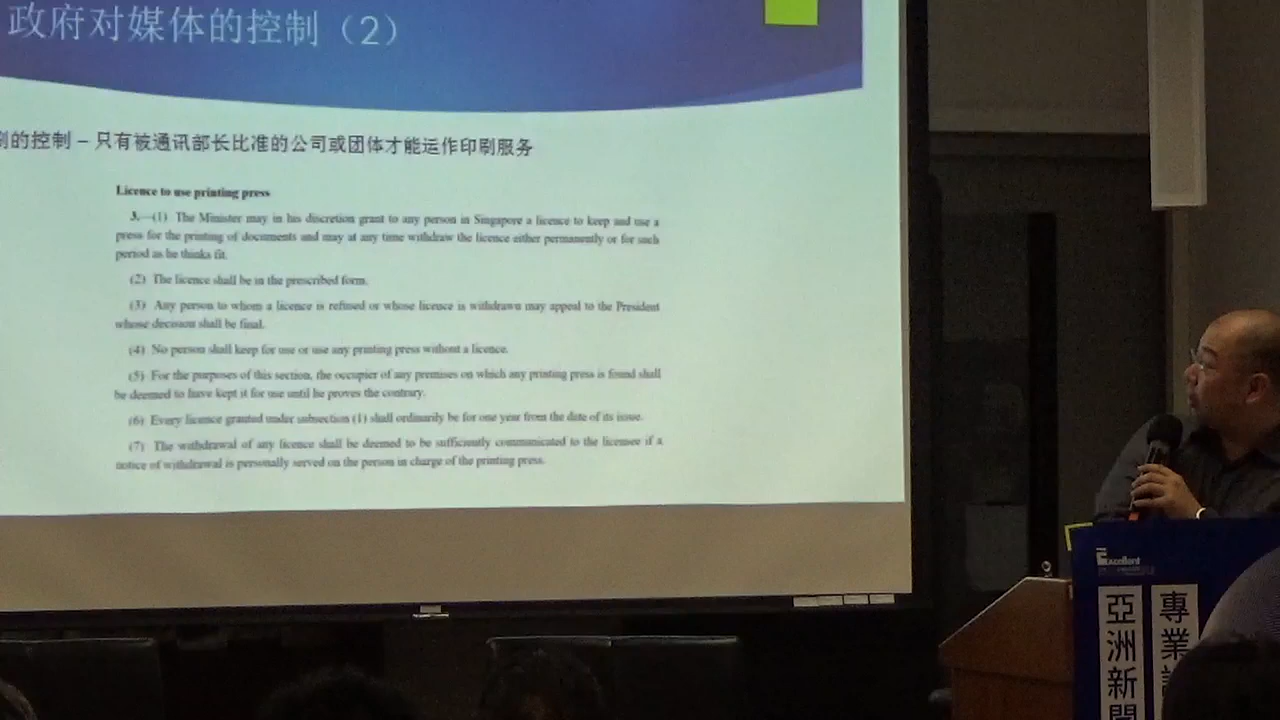 政府对媒体的控制（2）
的控制 – 只有被通讯部长比准的公司或团体才能运作印刷服务
Licence to use printing press
3.—(1) The Minister may in his discretion grant to any person in Singapore a licence to keep and use a
press for the printing of documents and may at any time withdraw the licence either permanently or for such
period as he thinks fit.
(2) The licence shall be in the prescribed form.
(3) Any person to whom a licence is refused or whose licence is withdrawn may appeal to the President
whose decision shall be final.
(4) No person shall keep for use or use any printing press without a licence.
(5) For the purposes of this section, the occupier of any premises on which any printing press is found shall
be deemed to have kept it for use until he proves the contrary.
(6) Every licence granted under subsection (1) shall ordinarily be for one year from the date of its issue.
(7) The withdrawal of any licence shall be deemed to be sufficiently communicated to the licensee if a
notice of withdrawal is personally served on the person in charge of the printing press.
Excellent
專業
亞洲新聞